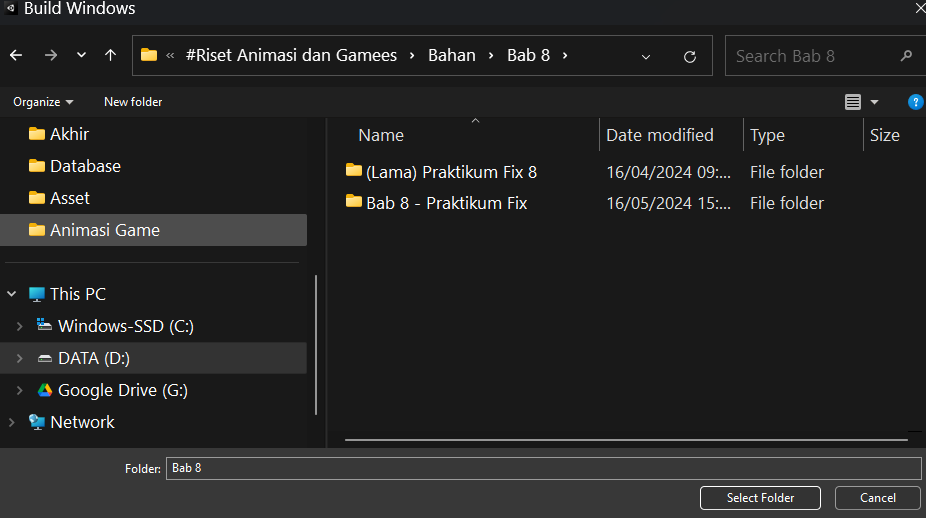 Build Windows
« #Riset Animasi dan Gamees › Bahan › Bab 8 ›
Search Bab 8
Organize
New folder
?
Akhir
Database
Asset
Animasi Game
This PC
Windows-SSD (C:)
DATA (D:)
Google Drive (G:)
Network
Name Date modified Type Size
(Lama) Praktikum Fix 8 16/04/2024 09:... File folder
Bab 8 - Praktikum Fix 16/05/2024 15:... File folder
Folder: Bab 8
Select Folder Cancel